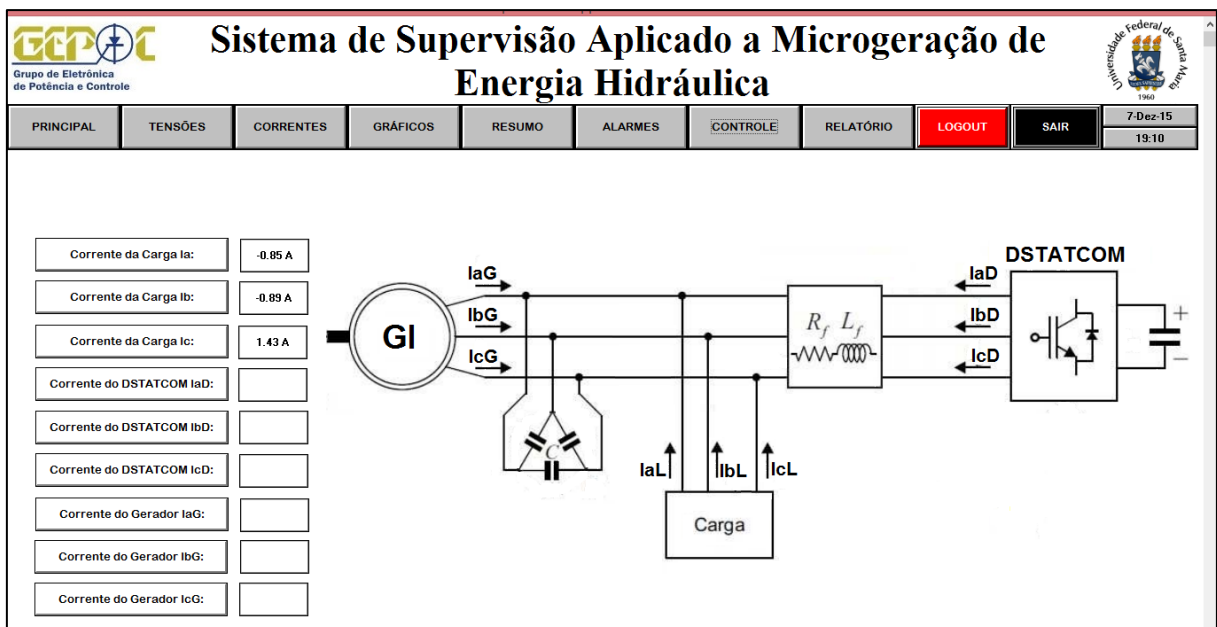 GEPOC
Grupo de Eletrônica
de Potência e Controle
Sistema de Supervisão Aplicado a Microgeração de
Energia Hidráulica
Universidade Federal de Santa Maria
1960
PRINCIPAL
TENSÕES
CORRENTES
GRÁFICOS
RESUMO
ALARMES
CONTROLE
RELATÓRIO
LOGOUT
SAIR
7-Dez-15
19:10
Corrente da Carga Ia:
-0.85 A
Corrente da Carga Ib:
-0.89 A
Corrente da Carga Ic:
1.43 A
Corrente do DSTATCOM IaD:
Corrente do DSTATCOM IbD:
Corrente do DSTATCOM IcD:
Corrente do Gerador IaG:
Corrente do Gerador IbG:
Corrente do Gerador IcG:
GI
IaG
IbG
IcG
C
IaL
IbL
IcL
Carga
Rf Lf
DSTATCOM
IaD
IbD
IcD
+
−